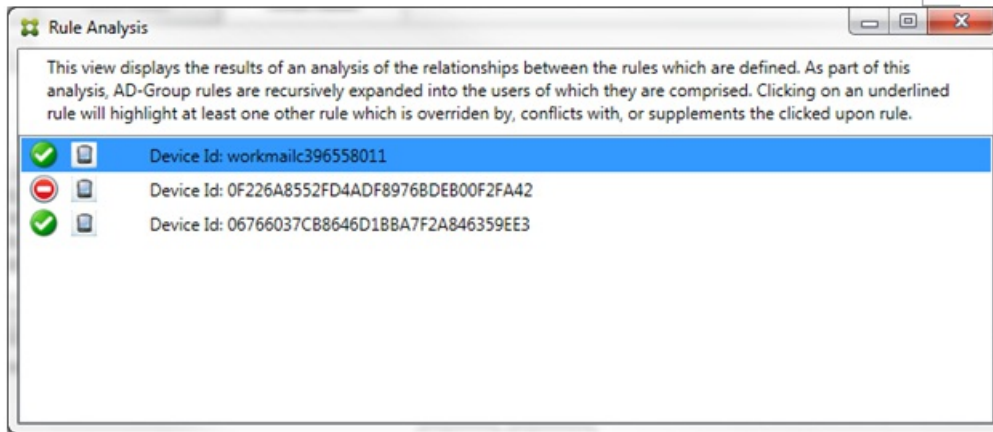 Rule Analysis
This view displays the results of an analysis of the relationships between the rules which are defined. As part of this
analysis, AD-Group rules are recursively expanded into the users of which they are comprised. Clicking on an underlined
rule will highlight at least one other rule which is overriden by, conflicts with, or supplements the clicked upon rule.
Device Id: workmailc396558011
Device Id: 0F226A8552FD4ADF8976BDEB00F2FA42
Device Id: 06766037CB8646D1BBA7F2A846359EE3